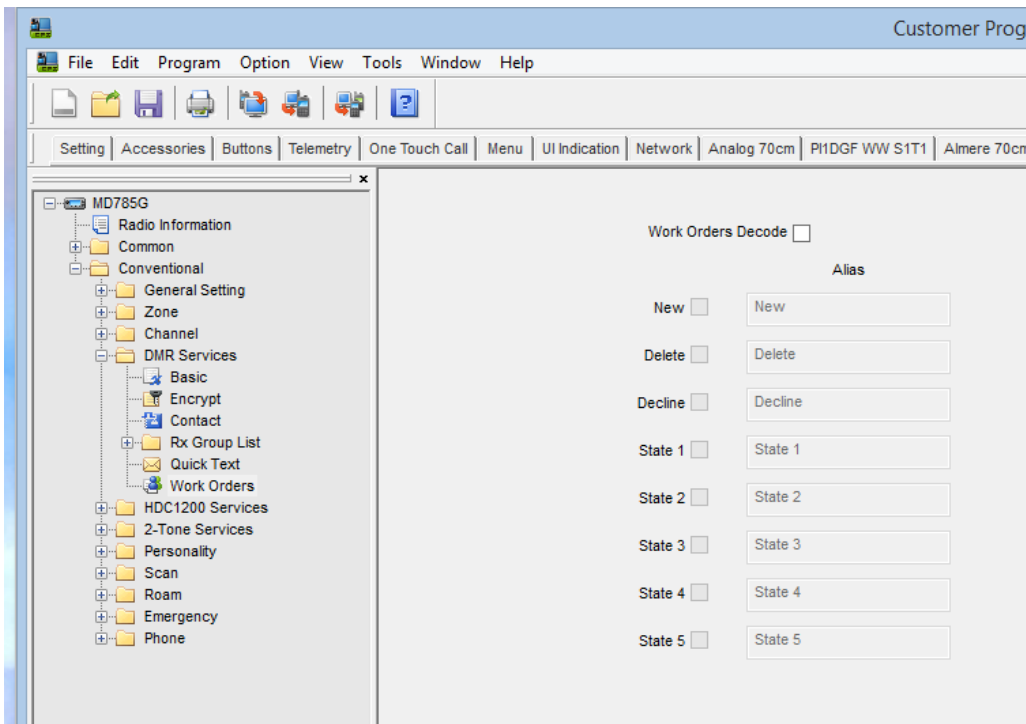 Customer Prog
File Edit Program Option View Tools Window Help
Setting Accessories Buttons Telemetry One Touch Call Menu UI Indication Network Analog 70cm PI1DGF WW S1T1 Almere 70cm
x
MD785G
Radio Information
Common
Conventional
General Setting
Zone
Channel
DMR Services
Basic
Encrypt
Contact
Rx Group List
Quick Text
Work Orders
HDC1200 Services
2-Tone Services
Personality
Scan
Roam
Emergency
Phone
Work Orders Decode
Alias
New New
Delete Delete
Decline Decline
State 1 State 1
State 2 State 2
State 3 State 3
State 4 State 4
State 5 State 5